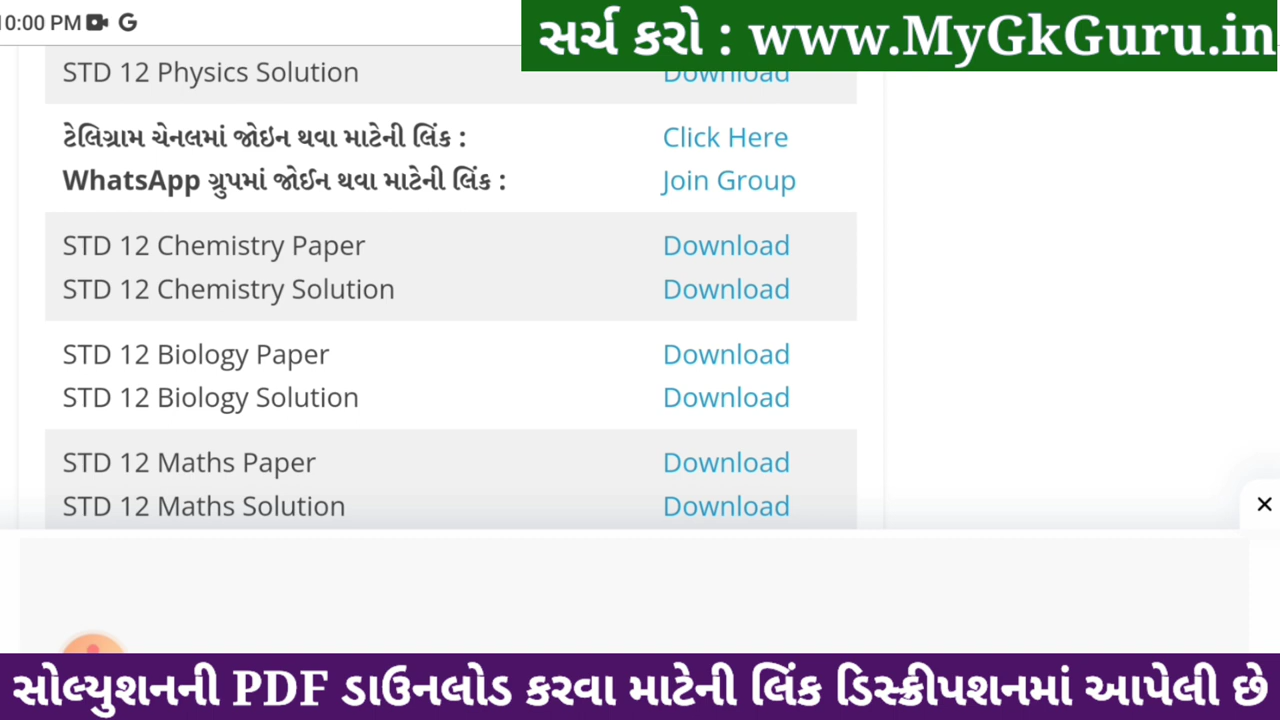 10:00 PM
સર્ચ કરો : www.MyGkGuru.in
STD 12 Physics Solution Download
ટેલિગ્રામ ચેનલમાં જોઇન થવા માટેની લિંક : Click Here
WhatsApp ગ્રુપમાં જોઈન થવા માટેની લિંક : Join Group
STD 12 Chemistry Paper Download
STD 12 Chemistry Solution Download
STD 12 Biology Paper Download
STD 12 Biology Solution Download
STD 12 Maths Paper Download
STD 12 Maths Solution Download
સોલ્યુશનની PDF ડાઉનલોડ કરવા માટેની લિંક ડિસ્ક્રીપશનમાં આપેલી છે